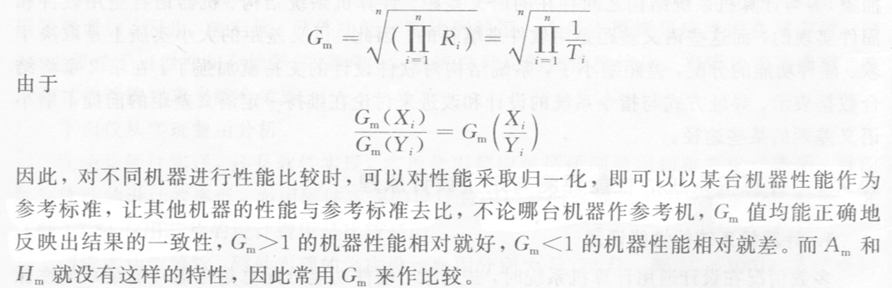 G_m = \sqrt[n]{(\prod_{i=1}^{n} R_i)} = \sqrt[n]{\prod_{i=1}^{n} \frac{1}{T_i}}
由于
\frac{G_m(X_i)}{G_m(Y_i)} = G_m\left(\frac{X_i}{Y_i}\right)
因此，对不同机器进行性能比较时，可以对性能采取归一化，即可以以某台机器性能作为
参考标准，让其他机器的性能与参考标准去比，不论哪台机器作参考机，G_m 值均能正确地
反映出结果的一致性，G_m>1 的机器性能相对就好，G_m<1 的机器性能相对就差。而 A_m 和
H_m 就没有这样的特性，因此常用 G_m 来作比较。